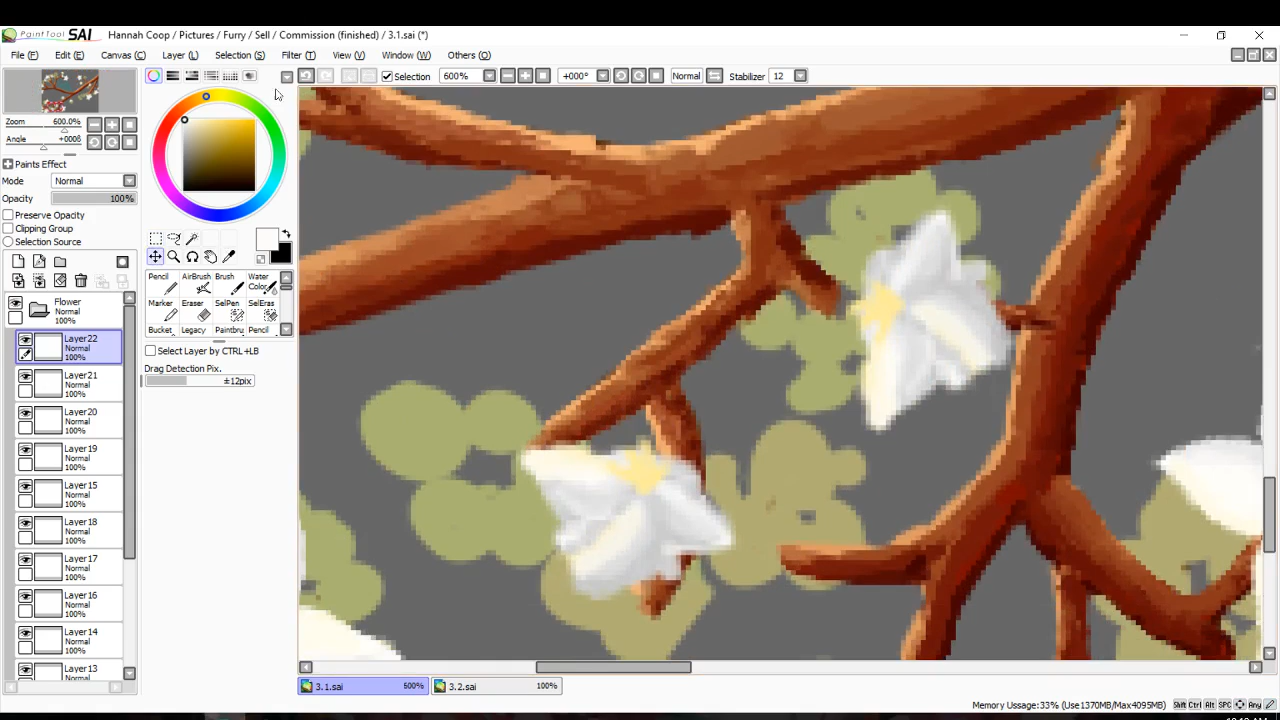 PaintTool SAI Hannah Coop / Pictures / Furry / Sell / Commission (finished) / 3.1.sai (*)
File (F) Edit (E) Canvas (C) Layer (L) Selection (S) Filter (T) View (V) Window (W) Others (O)
Selection 600% +000° Normal Stabilizer 12
Zoom 600.0%
Angle
Paints Effect
Mode Normal
Opacity 100%
Preserve Opacity
Clipping Group
Selection Source
Pencil AirBrush Brush Water Color
Marker Eraser SelPen SelEras
Bucket Legacy Paintbru Pencil
Select Layer by CTRL+LB
Drag Detection Pix.
±12pix
Flower
Normal
100%
Layer22
Normal
100%
Layer21
Normal
100%
Layer20
Normal
100%
Layer19
Normal
100%
Layer15
Normal
100%
Layer18
Normal
100%
Layer17
Normal
100%
Layer16
Normal
100%
Layer14
Normal
100%
Layer13
3.1.sai 3.2.sai 100%
Memory Usage: 33% (Use1370MB/Max4095MB) Shift Ctrl Alt SPC Any